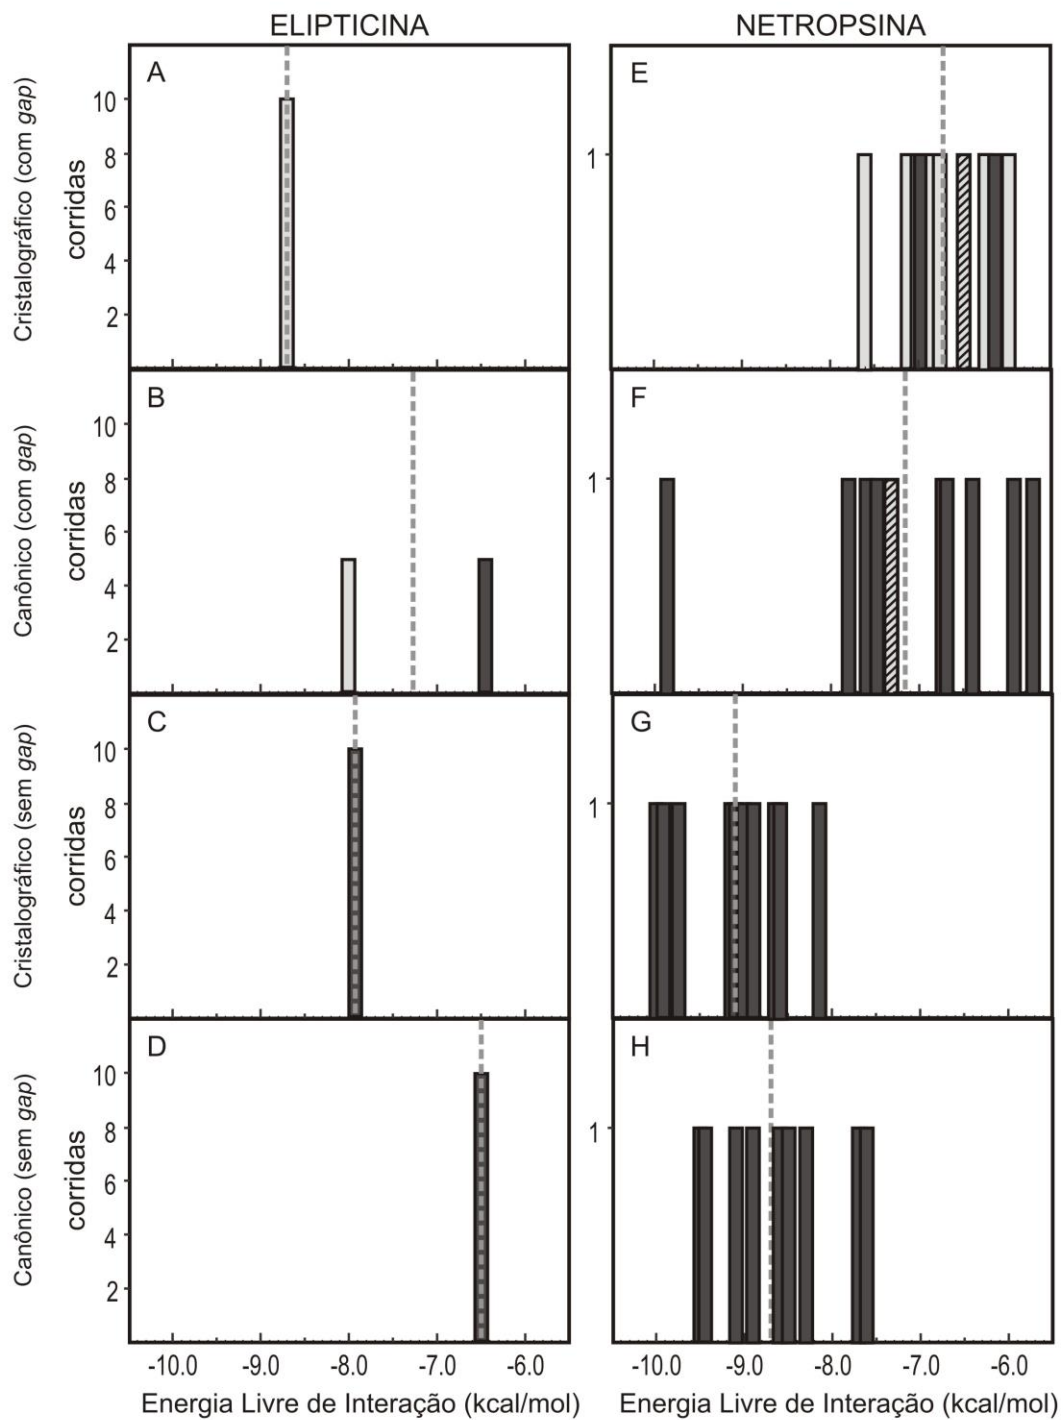 ELIPTICINA
NETROPSINA
Cristalográfico (com gap)
corridas
A
10
8
6
4
2
E
1
Canônico (com gap)
corridas
B
10
8
6
4
2
F
1
Cristalográfico (sem gap)
corridas
C
10
8
6
4
2
G
1
Canônico (sem gap)
corridas
D
10
8
6
4
2
H
1
-10.0 -9.0 -8.0 -7.0 -6.0
-10.0 -9.0 -8.0 -7.0 -6.0
Energia Livre de Interação (kcal/mol)
Energia Livre de Interação (kcal/mol)